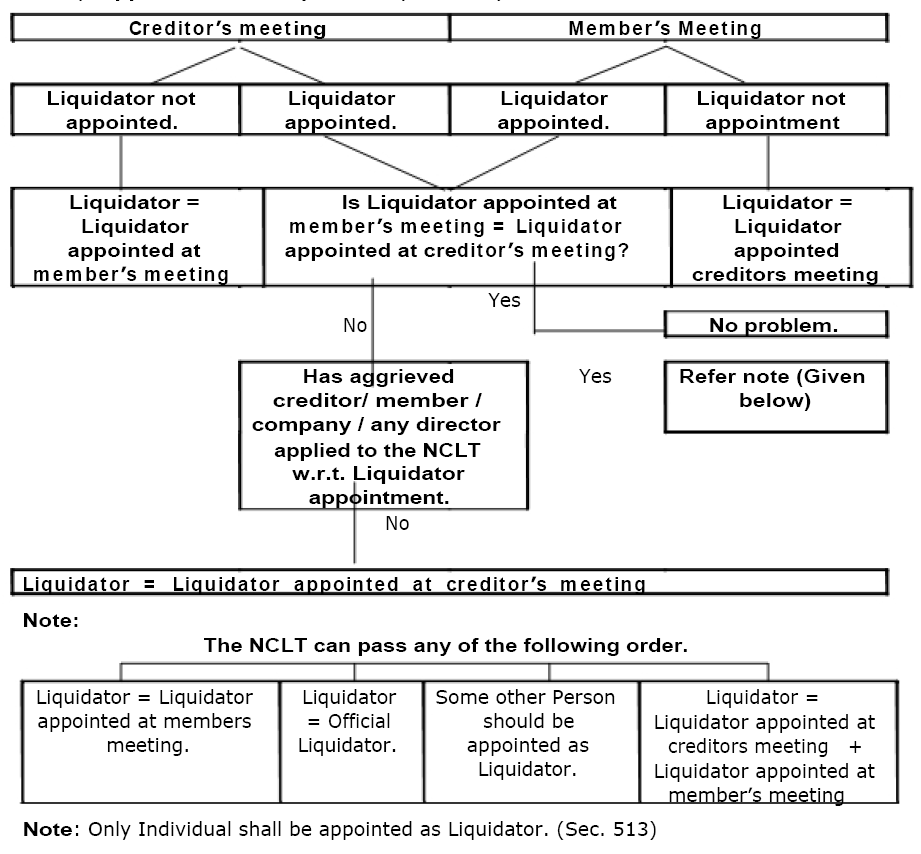 Creditor's meeting
Member's Meeting
Liquidator not
appointed.
Liquidator
appointed.
Liquidator
appointed.
Liquidator not
appointment
Liquidator =
Liquidator
appointed at
member's meeting
Is Liquidator appointed at
member's meeting = Liquidator
appointed at creditor's meeting?
Liquidator =
Liquidator
appointed
creditors meeting
Yes
No
No problem.
Has aggrieved
creditor/ member /
company / any director
applied to the NCLT
w.r.t. Liquidator
appointment.
Yes
Refer note (Given
below)
No
Liquidator = Liquidator appointed at creditor's meeting
Note:
The NCLT can pass any of the following order.
Liquidator = Liquidator
appointed at members
meeting.
Liquidator
= Official
Liquidator.
Some other Person
should be
appointed as
Liquidator.
Liquidator =
Liquidator appointed at
creditors meeting +
Liquidator appointed at
member's meeting
Note: Only Individual shall be appointed as Liquidator. (Sec. 513)